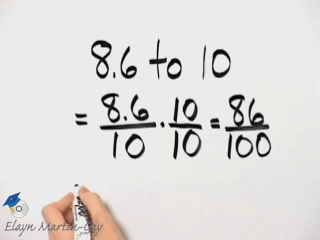 8.6 to 10
= 8.6/10 · 10/10 = 86/100
Elayn Martin-Gay